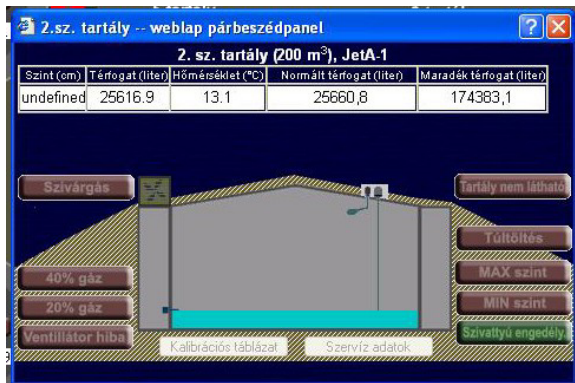 2.sz. tartály -- weblap párbeszédpanel
2. sz. tartály (200 m³), JetA-1
Szint (cm) Térfogat (liter) Hőmérséklet (°C) Normált térfogat (liter) Maradék térfogat (liter)
undefined 25616.9 13.1 25660,8 174383,1
Szivárgás
Tartály nem látható
Túltöltés
40% gáz
MAX szint
20% gáz
MIN szint
Ventillátor hiba
Szivattyú engedély.
Kalibrációs táblázat
Szervíz adatok